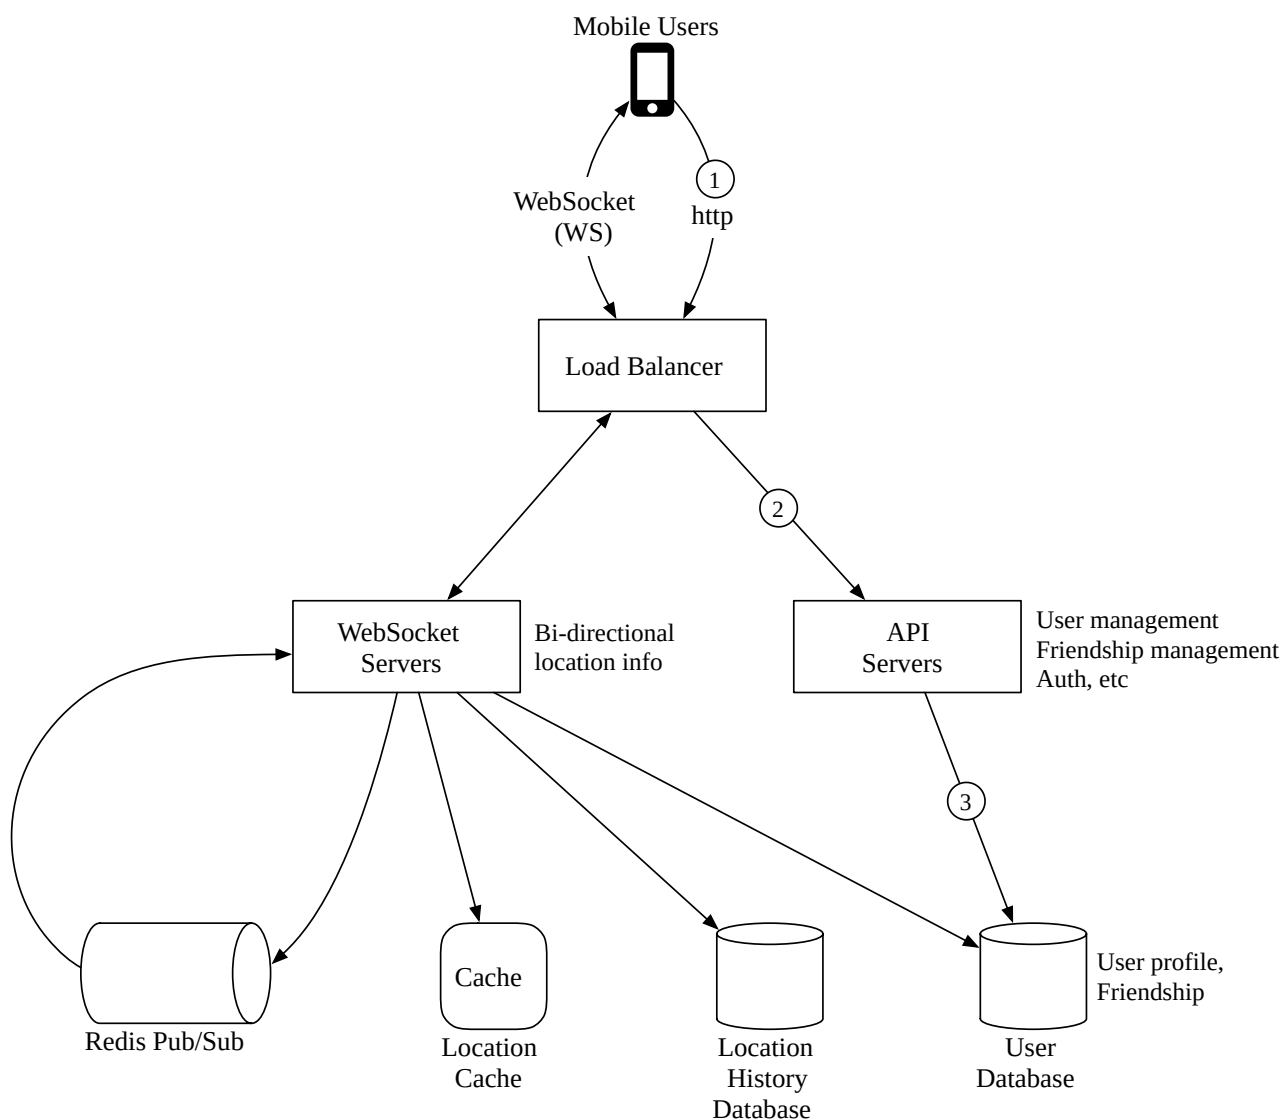 Mobile Users
1
WebSocket
(WS)
http
Load Balancer
2
WebSocket
Servers
Bi-directional
location info
API
Servers
User management
Friendship management
Auth, etc
3
Redis Pub/Sub
Cache
Location
Cache
Location
History
Database
User
Database
User profile,
Friendship